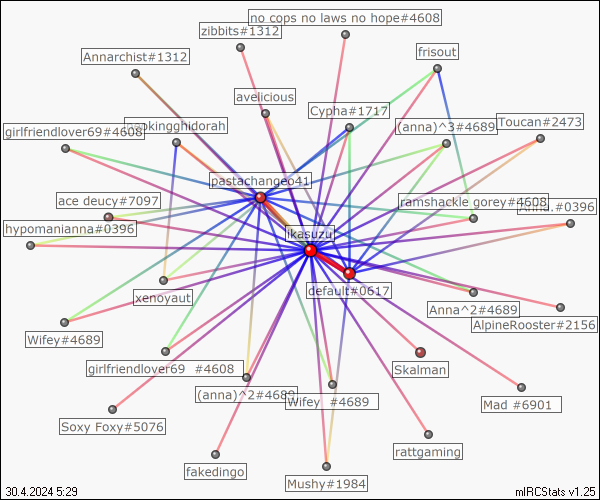 no cops no laws no hope#4608
zibbits#1312
frisout
Annarchist#1312
avelicious
Cypha#1717
Toucan#2473
girlfriendlover69#4608
(anna)^3#4689
pastachangeo41
ace deucy#7097
ramshackle gorey#4608
hypomanianna#0396
ikasuzu
default#0617
xenoyaut
Anna^2#4689
AlpineRooster#2156
Wifey#4689
girlfriendlover69 #4608
Skalman
(anna)^2#4689
Wifey #4689
Mad #6901
Soxy Foxy#5076
rattgaming
fakedingo
Mushy#1984
30.4.2024 5:29
mIRCStats v1.25